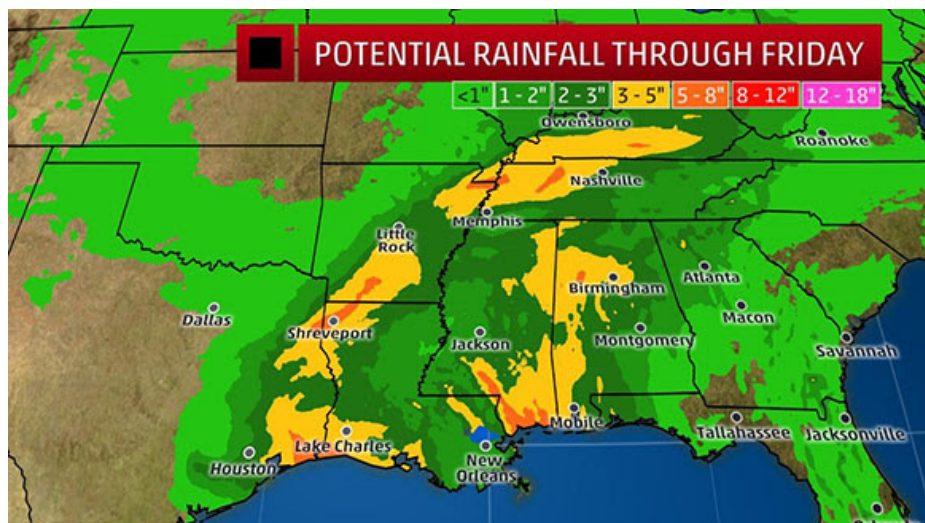 POTENTIAL RAINFALL THROUGH FRIDAY
<1" 1 - 2" 2 - 3" 3 - 5" 5 - 8" 8 - 12" 12 - 18"
Owensboro
Roanoke
Nashville
Memphis
Little
Rock
Atlanta
Birmingham
Dallas
Macon
Shreveport
Jackson
Montgomery
Savannah
Mobile
Tallahassee
Jacksonville
Lake Charles
Houston
New
Orleans